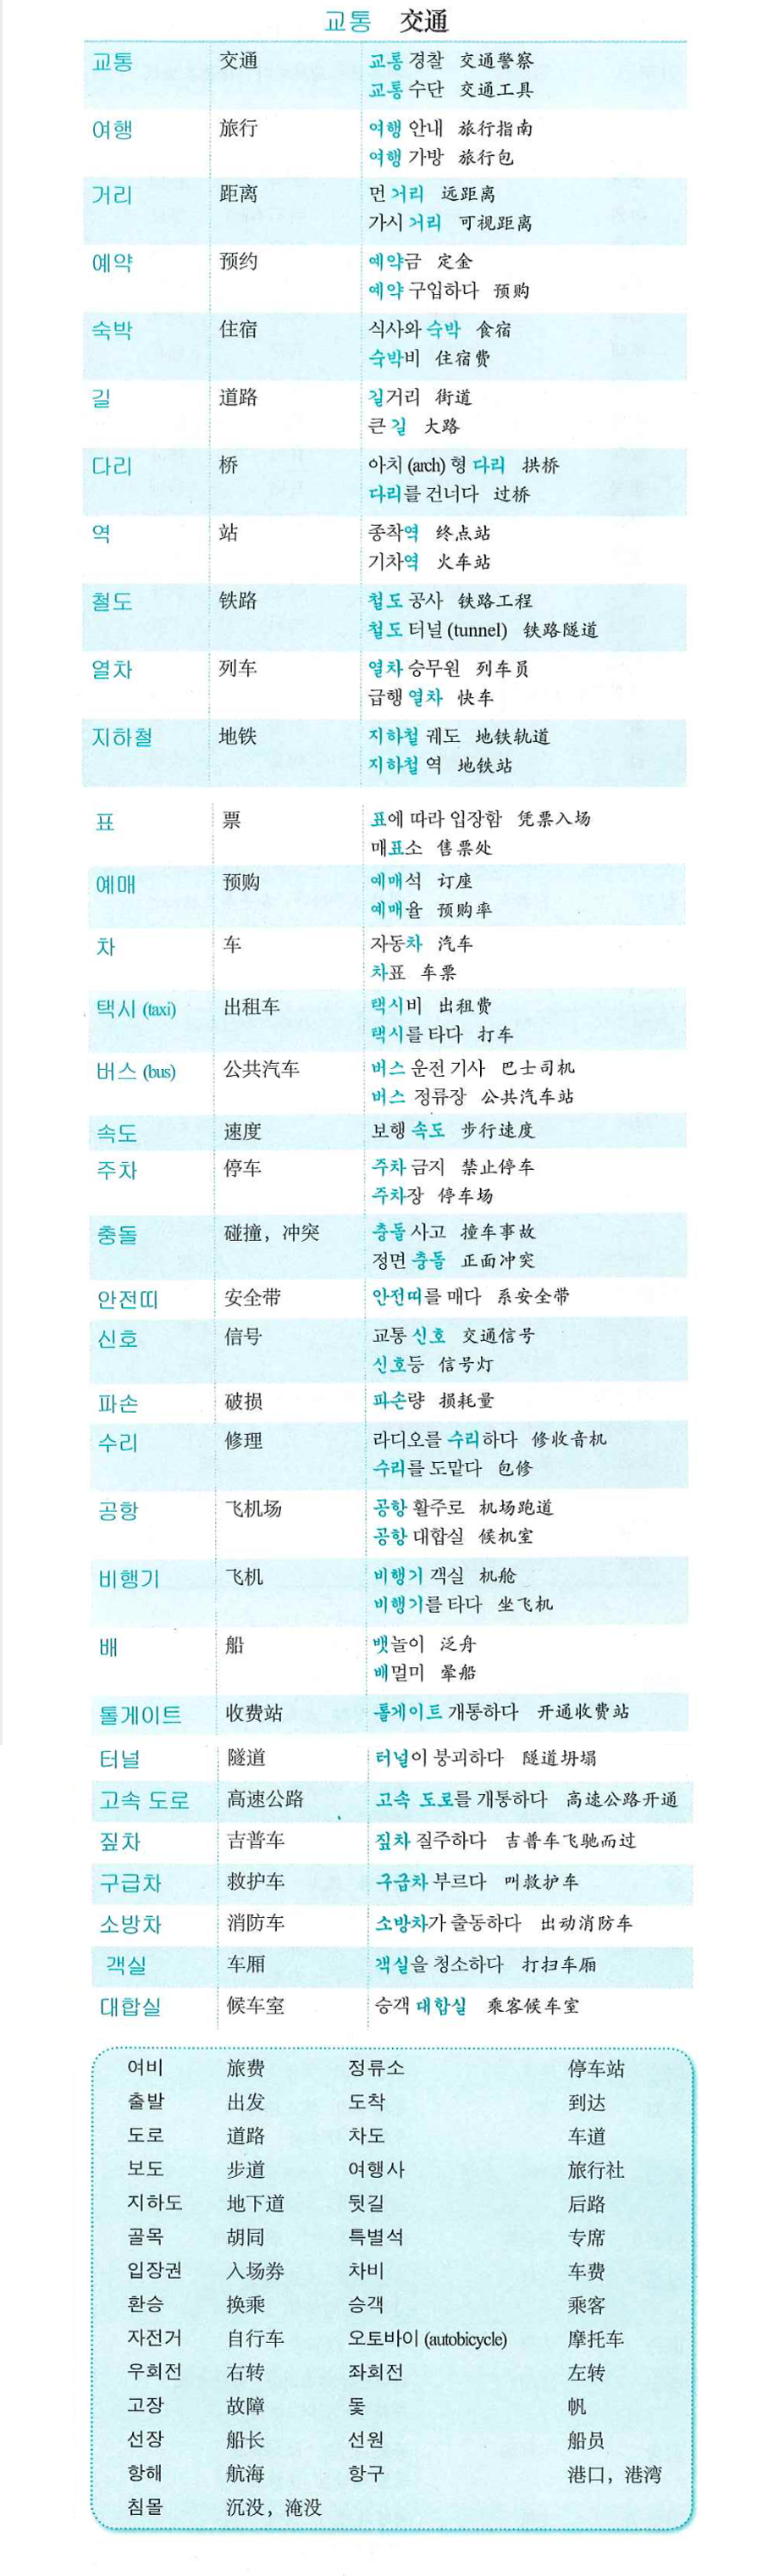 교통 交通
교통 交通 교통 경찰 交通警察
교통 수단 交通工具
여행 旅行 여행 안내 旅行指南
여행 가방 旅行包
거리 距离 먼 거리 远距离
가시 거리 可视距离
예약 预约 예약금 定金
예약 구입하다 预购
숙박 住宿 식사와 숙박 食宿
숙박비 住宿费
길 道路 길거리 街道
큰 길 大路
다리 桥 아치 (arch) 형 다리 拱桥
다리를 건너다 过桥
역 站 종착역 终点站
기차역 火车站
철도 铁路 철도 공사 铁路工程
철도 터널 (tunnel) 铁路隧道
열차 列车 열차 승무원 列车员
급행 열차 快车
지하철 地铁 지하철 궤도 地铁轨道
지하철 역 地铁站
표 票 표에 따라 입장함 凭票入场
매표소 售票处
예매 预购 예매석 订座
예매율 预购率
차 车 자동차 汽车
차표 车票
택시 (taxi) 出租车 택시비 出租费
택시를 타다 打车
버스 (bus) 公共汽车 버스 운전 기사 巴士司机
버스 정류장 公共汽车站
속도 速度 보행 속도 步行速度
주차 停车 주차 금지 禁止停车
주차장 停车场
충돌 碰撞，冲突 충돌 사고 撞车事故
정면 충돌 正面冲突
안전띠 安全带 안전띠를 매다 系安全带
신호 信号 교통 신호 交通信号
신호등 信号灯
파손 破损 파손량 损耗量
수리 修理 라디오를 수리하다 修收音机
수리를 도맡다 包修
공항 飞机场 공항 활주로 机场跑道
공항 대합실 候机室
비행기 飞机 비행기 객실 机舱
비행기를 타다 坐飞机
배 船 뱃놀이 泛舟
배멀미 晕船
톨게이트 收费站 톨게이트 개통하다 开通收费站
터널 隧道 터널이 붕괴하다 隧道坍塌
고속 도로 高速公路 고속 도로를 개통하다 高速公路开通
짚차 吉普车 짚차 질주하다 吉普车飞驰而过
구급차 救护车 구급차 부르다 叫救护车
소방차 消防车 소방차가 출동하다 出动消防车
객실 车厢 객실을 청소하다 打扫车厢
대합실 候车室 승객 대합실 乘客候车室
여비 旅费 정류소 停车站
출발 出发 도착 到达
도로 道路 차도 车道
보도 步道 여행사 旅行社
지하도 地下道 뒷길 后路
골목 胡同 특별석 专席
입장권 入场券 차비 车费
환승 换乘 승객 乘客
자전거 自行车 오토바이 (autobicycle) 摩托车
우회전 右转 좌회전 左转
고장 故障 돛 帆
선장 船长 선원 船员
항해 航海 항구 港口，港湾
침몰 沉没，淹没